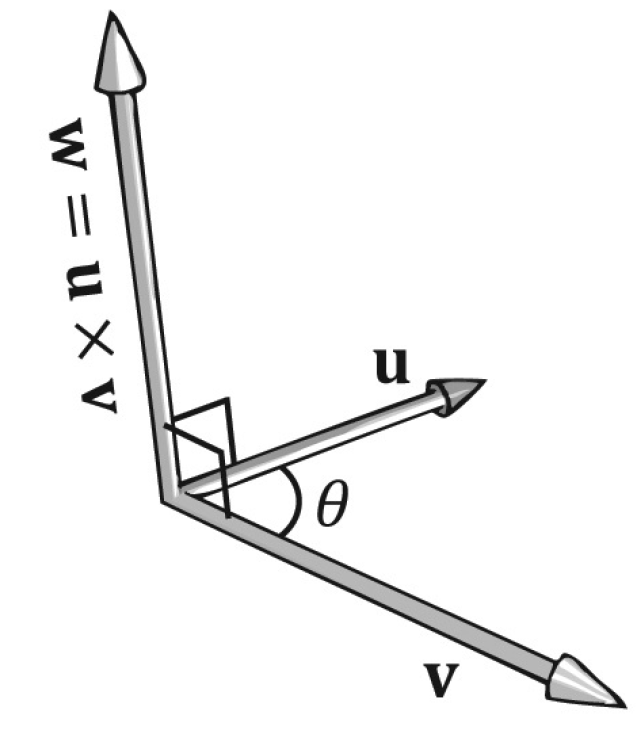 w = u × v
u
θ
v